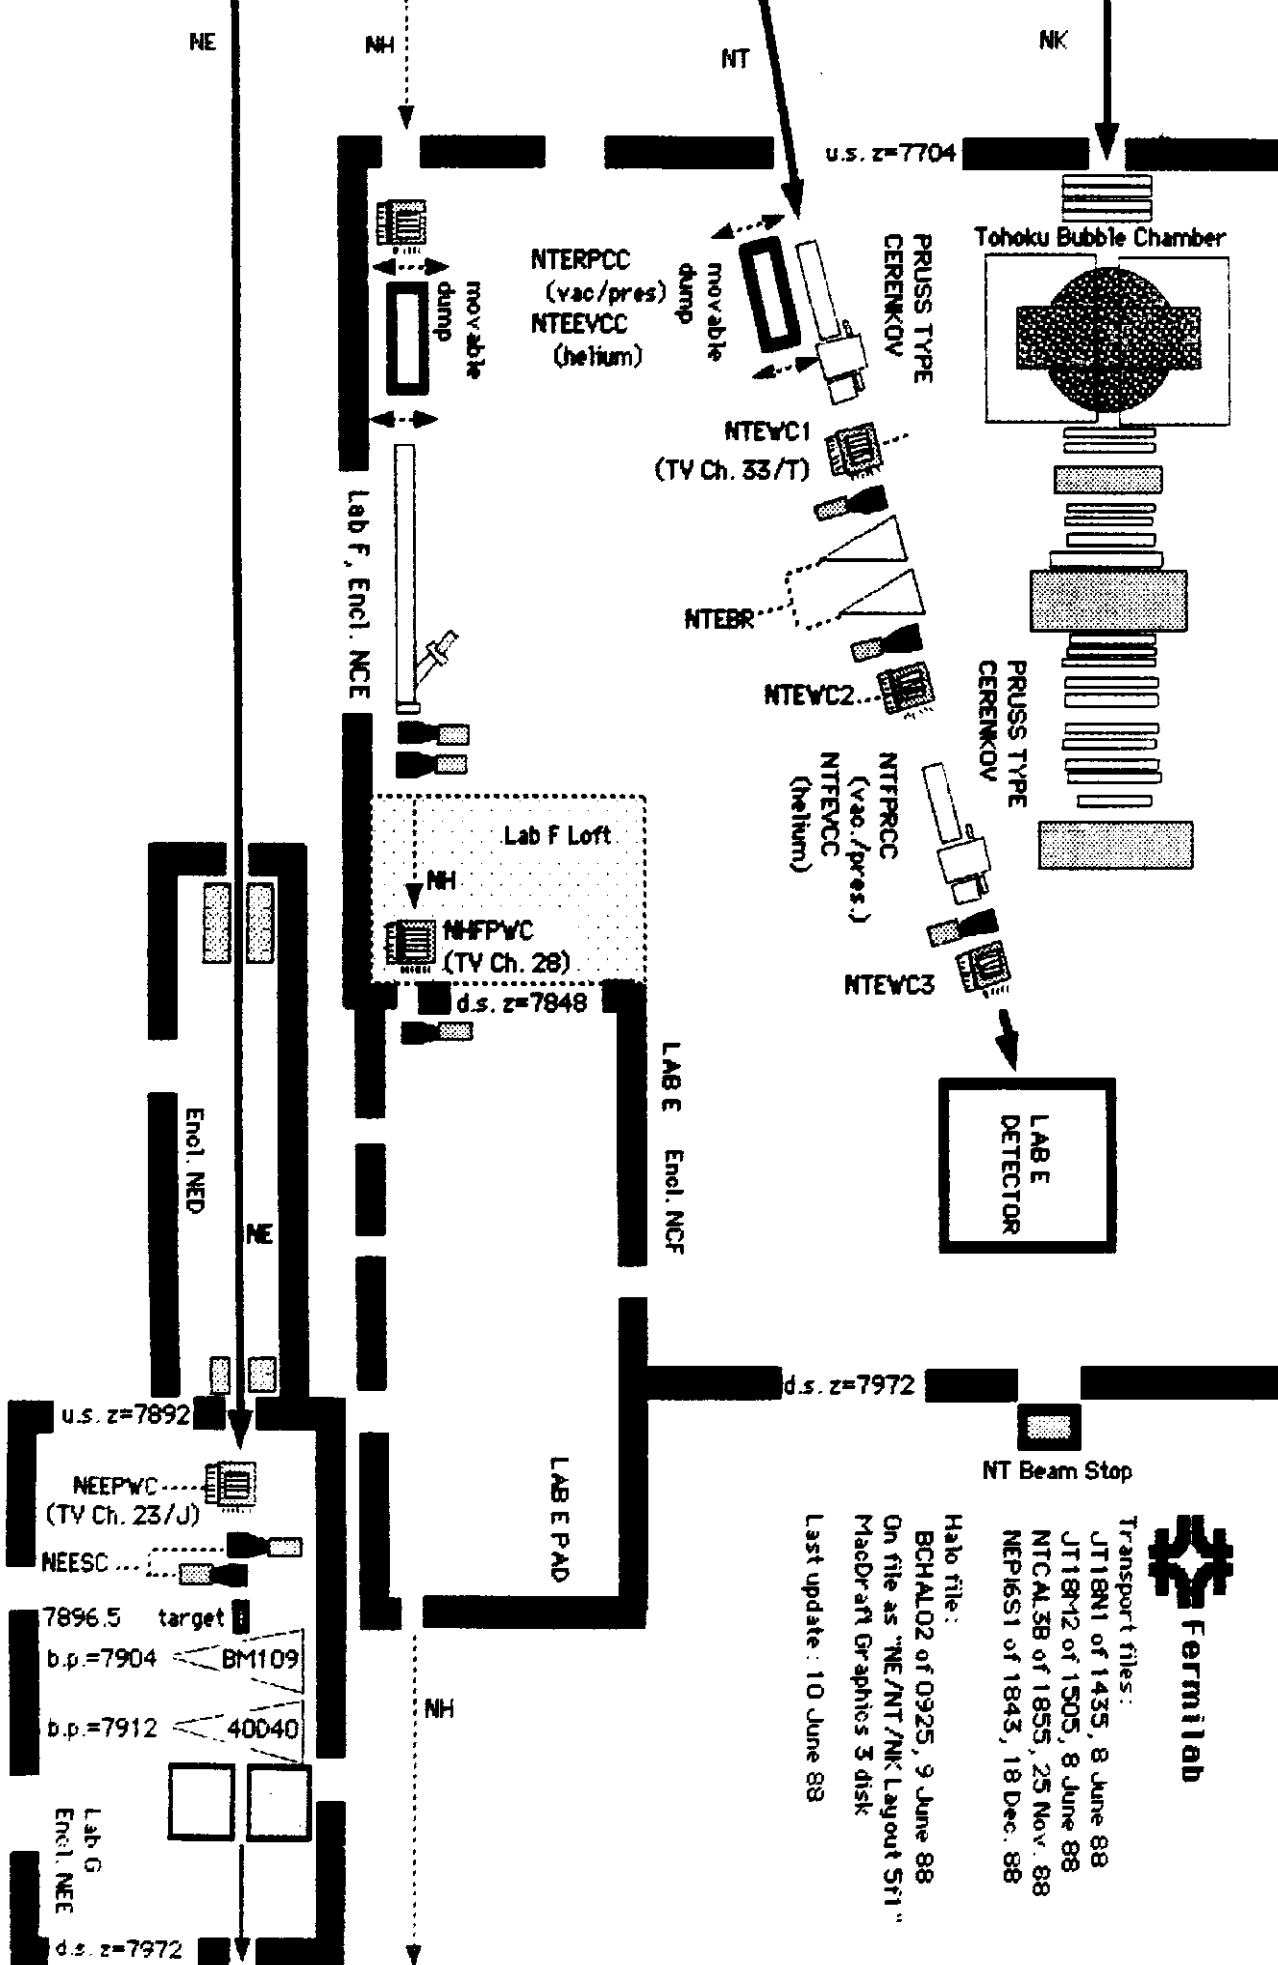 NE
NH
NT
NK
u.s. z=7704
Tohoku Bubble Chamber
PRUSS TYPE
CERENKOV
NTERPCC
(vac/pres)
NTEEVCC
(helium)
movable
dump
movable
dump
NTEWC1
(TV Ch. 33/T)
Lab F, Encl. NCE
NTEBR
NTEWC2
PRUSS TYPE
CERENKOV
NTFPRCC
(vac./pres.)
NTFEVCC
(helium)
Lab F Loft
NH
NHFPWC
(TV Ch. 28)
d.s. z=7848
NTEWC3
LAB E Encl. NCF
LAB E
DETECTOR
Encl. NED
NE
d.s. z=7972
NT Beam Stop
u.s. z=7892
NEEPWC
(TV Ch. 23/J)
NEESC
7896.5 target
b.p.=7904 BM109
b.p.=7912 40D40
LAB E PAD
NH
Lab G
Encl. NEE
d.s. z=7972
Fermilab
Transport files:
JT18N1 of 1435, 8 June 88
JT18M2 of 1505, 8 June 88
NTCAL3B of 1855, 25 Nov. 88
NEPI6S1 of 1843, 18 Dec. 88
Halo file:
BCHALO2 of 0925, 9 June 88
On file as "NE/NT/NK Layout 5f1"
MacDraft Graphics 3 disk
Last update: 10 June 88